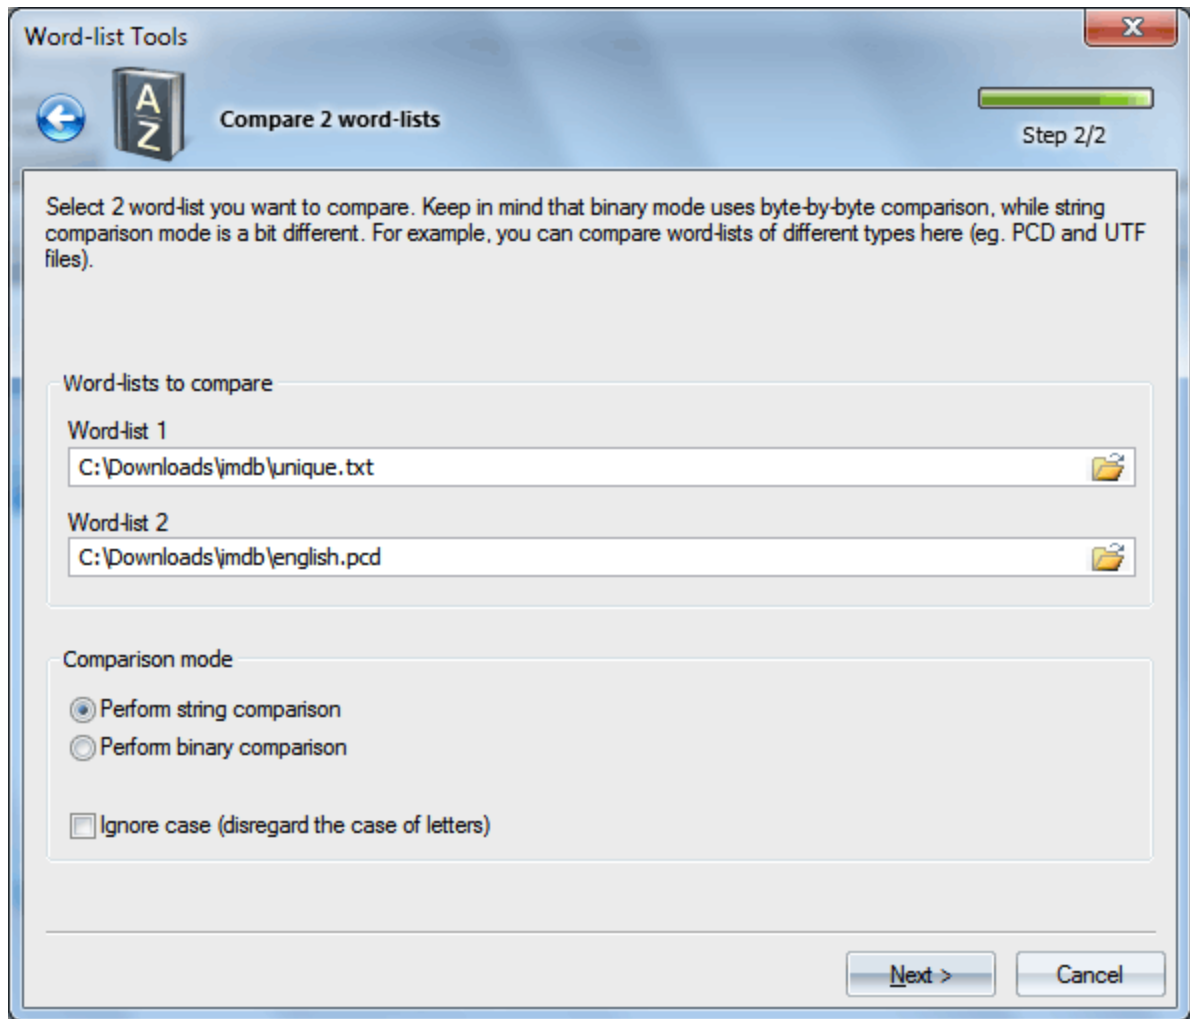 Word-list Tools
X
A
Z
Compare 2 word-lists
Step 2/2
Select 2 word-list you want to compare. Keep in mind that binary mode uses byte-by-byte comparison, while string
comparison mode is a bit different. For example, you can compare word-lists of different types here (eg. PCD and UTF
files).
Word-lists to compare
Word-list 1
C:\Downloads\imdb\unique.txt
Word-list 2
C:\Downloads\imdb\english.pcd
Comparison mode
Perform string comparison
Perform binary comparison
Ignore case (disregard the case of letters)
Next >
Cancel